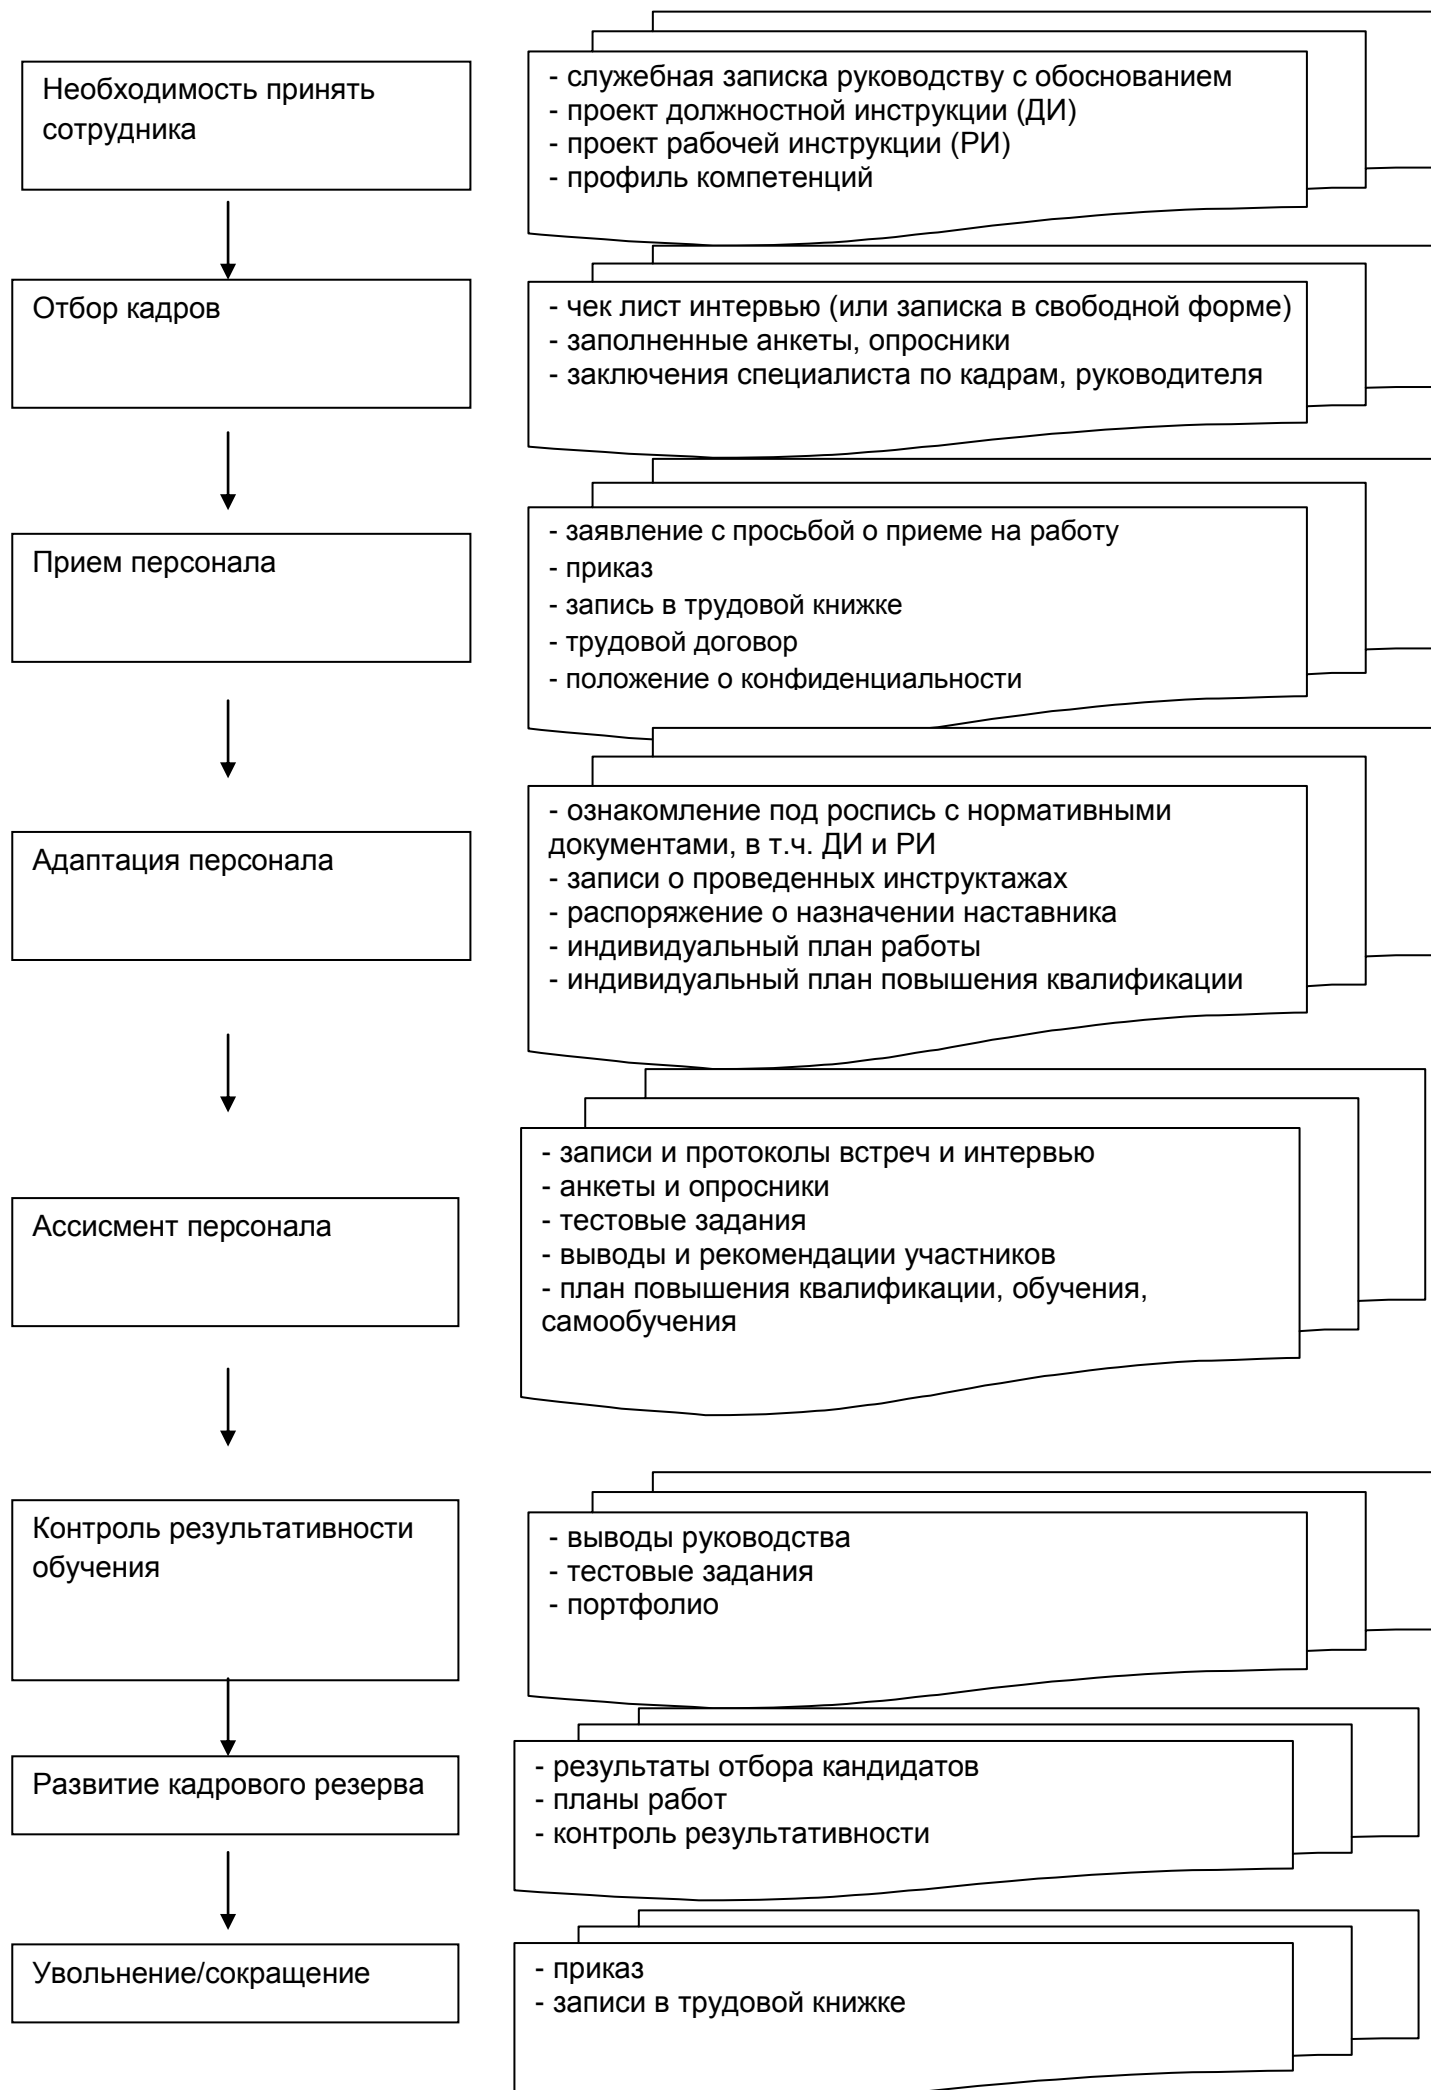 Необходимость принять
сотрудника
- служебная записка руководству с обоснованием
- проект должностной инструкции (ДИ)
- проект рабочей инструкции (РИ)
- профиль компетенций
Отбор кадров
- чек лист интервью (или записка в свободной форме)
- заполненные анкеты, опросники
- заключения специалиста по кадрам, руководителя
Прием персонала
- заявление с просьбой о приеме на работу
- приказ
- запись в трудовой книжке
- трудовой договор
- положение о конфиденциальности
Адаптация персонала
- ознакомление под роспись с нормативными
документами, в т.ч. ДИ и РИ
- записи о проведенных инструктажах
- распоряжение о назначении наставника
- индивидуальный план работы
- индивидуальный план повышения квалификации
Ассисмент персонала
- записи и протоколы встреч и интервью
- анкеты и опросники
- тестовые задания
- выводы и рекомендации участников
- план повышения квалификации, обучения,
самообучения
Контроль результативности
обучения
- выводы руководства
- тестовые задания
- портфолио
Развитие кадрового резерва
- результаты отбора кандидатов
- планы работ
- контроль результативности
Увольнение/сокращение
- приказ
- записи в трудовой книжке